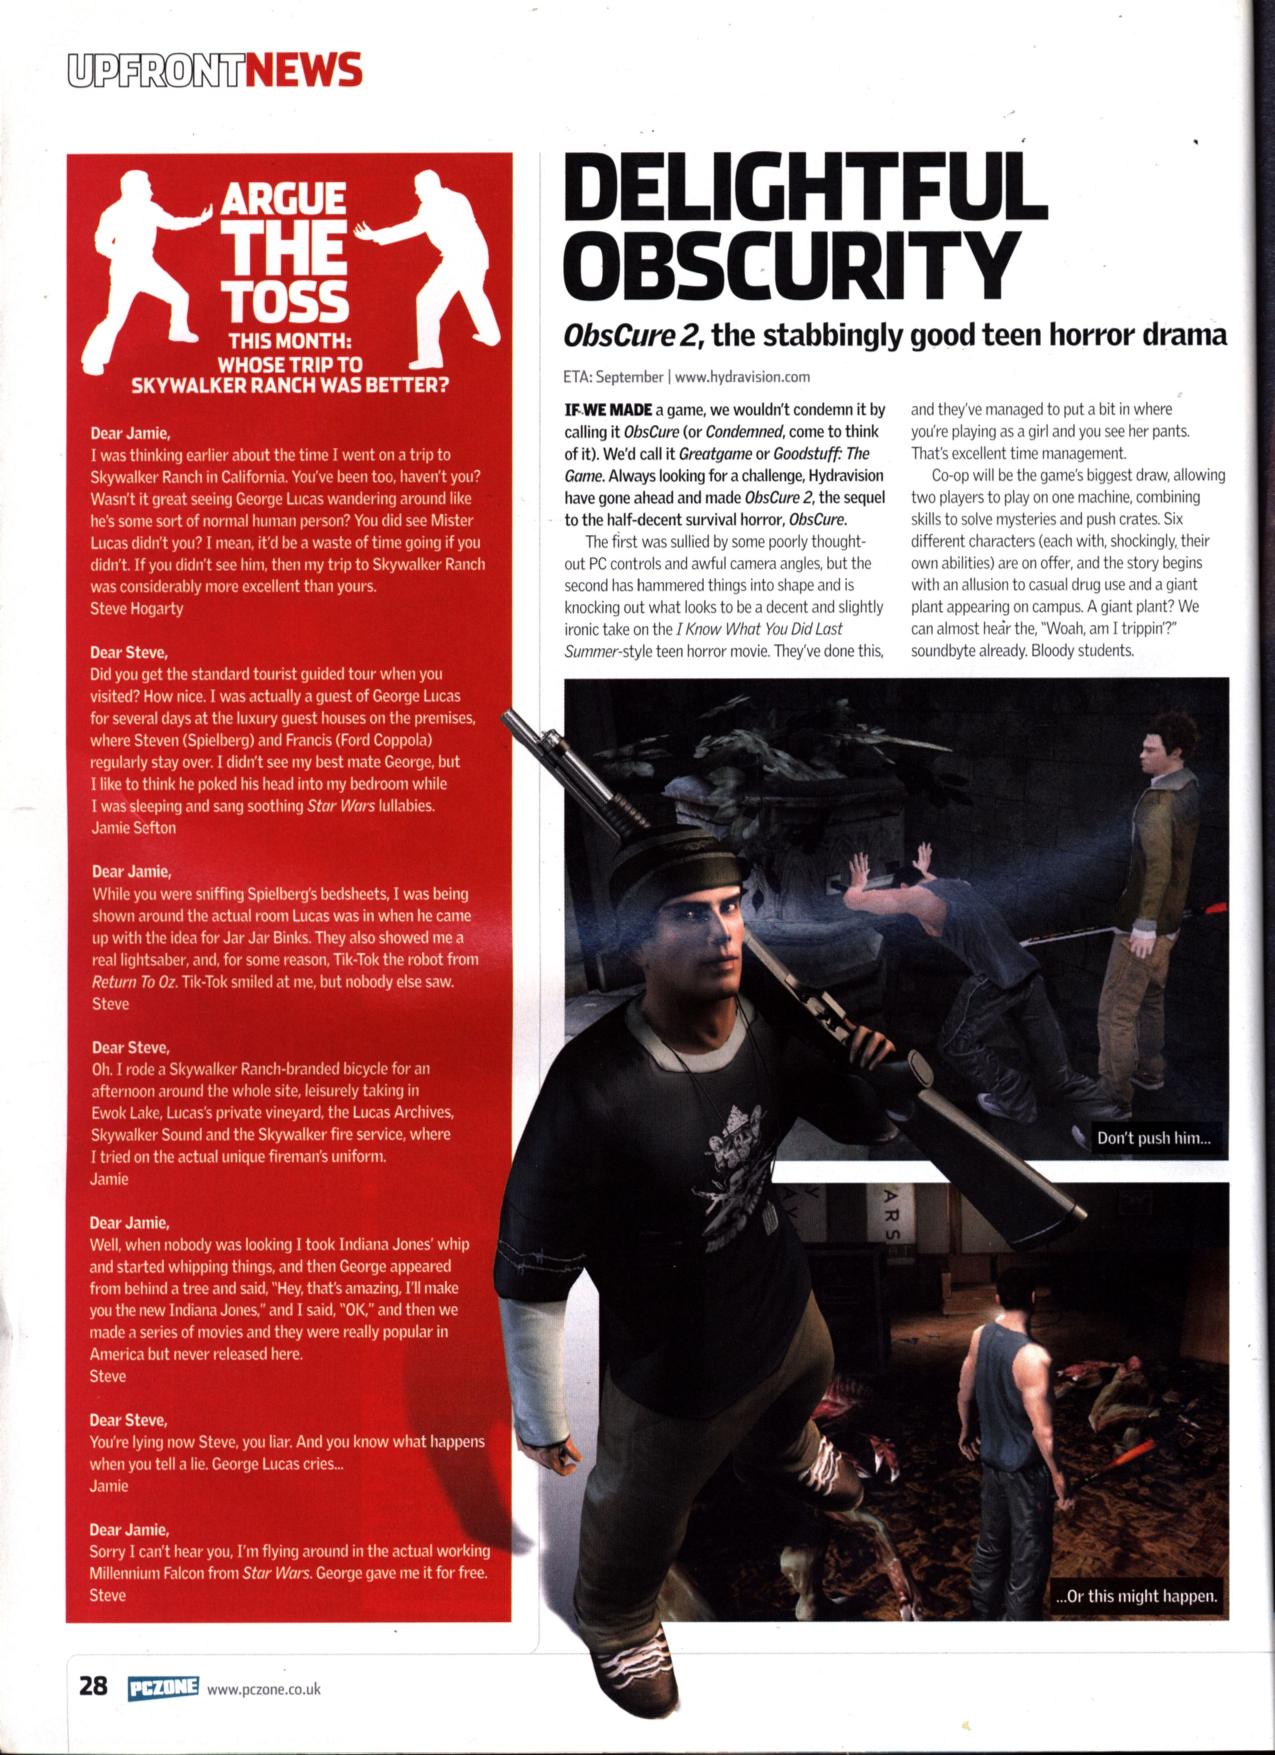 UPFRONTNEWS
ARGUE
THE
TOSS
THIS MONTH:
WHOSE TRIP TO
SKYWALKER RANCH WAS BETTER?
Dear Jamie,
I was thinking earlier about the time I went on a trip to
Skywalker Ranch in California. You've been too, haven't you?
Wasn't it great seeing George Lucas wandering around like
he's some sort of normal human person? You did see Mister
Lucas didn't you? I mean, it'd be a waste of time going if you
didn't. If you didn't see him, then my trip to Skywalker Ranch
was considerably more excellent than yours.
Steve Hogarty
Dear Steve,
Did you get the standard tourist guided tour when you
visited? How nice. I was actually a guest of George Lucas
for several days at the luxury guest houses on the premises,
where Steven (Spielberg) and Francis (Ford Coppola)
regularly stay over. I didn't see my best mate George, but
I like to think he poked his head into my bedroom while
I was sleeping and sang soothing Star Wars lullabies.
Jamie Sefton
Dear Jamie,
While you were sniffing Spielberg's bedsheets, I was being
shown around the actual room Lucas was in when he came
up with the idea for Jar Jar Binks. They also showed me a
real lightsaber, and, for some reason, Tik-Tok the robot from
Return To Oz. Tik-Tok smiled at me, but nobody else saw.
Steve
Dear Steve,
Oh. I rode a Skywalker Ranch-branded bicycle for an
afternoon around the whole site, leisurely taking in
Ewok Lake, Lucas's private vineyard, the Lucas Archives,
Skywalker Sound and the Skywalker fire service, where
I tried on the actual unique fireman's uniform.
Jamie
Dear Jamie,
Well, when nobody was looking I took Indiana Jones' whip
and started whipping things, and then George appeared
from behind a tree and said, "Hey, that's amazing, I'll make
you the new Indiana Jones," and I said, "OK," and then we
made a series of movies and they were really popular in
America but never released here.
Steve
Dear Steve,
You're lying now Steve, you liar. And you know what happens
when you tell a lie. George Lucas cries...
Jamie
Dear Jamie,
Sorry I can't hear you, I'm flying around in the actual working
Millennium Falcon from Star Wars. George gave me it for free.
Steve
DELIGHTFUL
OBSCURITY
ObsCure 2, the stabbingly good teen horror drama
ETA: September | www.hydravision.com
IF WE MADE a game, we wouldn't condemn it by
calling it ObsCure (or Condemned, come to think
of it). We'd call it Greatgame or Goodstuff: The
Game. Always looking for a challenge, Hydravision
have gone ahead and made ObsCure 2, the sequel
to the half-decent survival horror, ObsCure.
The first was sullied by some poorly thought-
out PC controls and awful camera angles, but the
second has hammered things into shape and is
knocking out what looks to be a decent and slightly
ironic take on the I Know What You Did Last
Summer-style teen horror movie. They've done this,
and they've managed to put a bit in where
you're playing as a girl and you see her pants.
That's excellent time management.
Co-op will be the game's biggest draw, allowing
two players to play on one machine, combining
skills to solve mysteries and push crates. Six
different characters (each with, shockingly, their
own abilities) are on offer, and the story begins
with an allusion to casual drug use and a giant
plant appearing on campus. A giant plant? We
can almost hear the, "Woah, am I trippin'?"
soundbyte already. Bloody students.
Don't push him...
ARS
...Or this might happen.
28 PCZONE www.pczone.co.uk